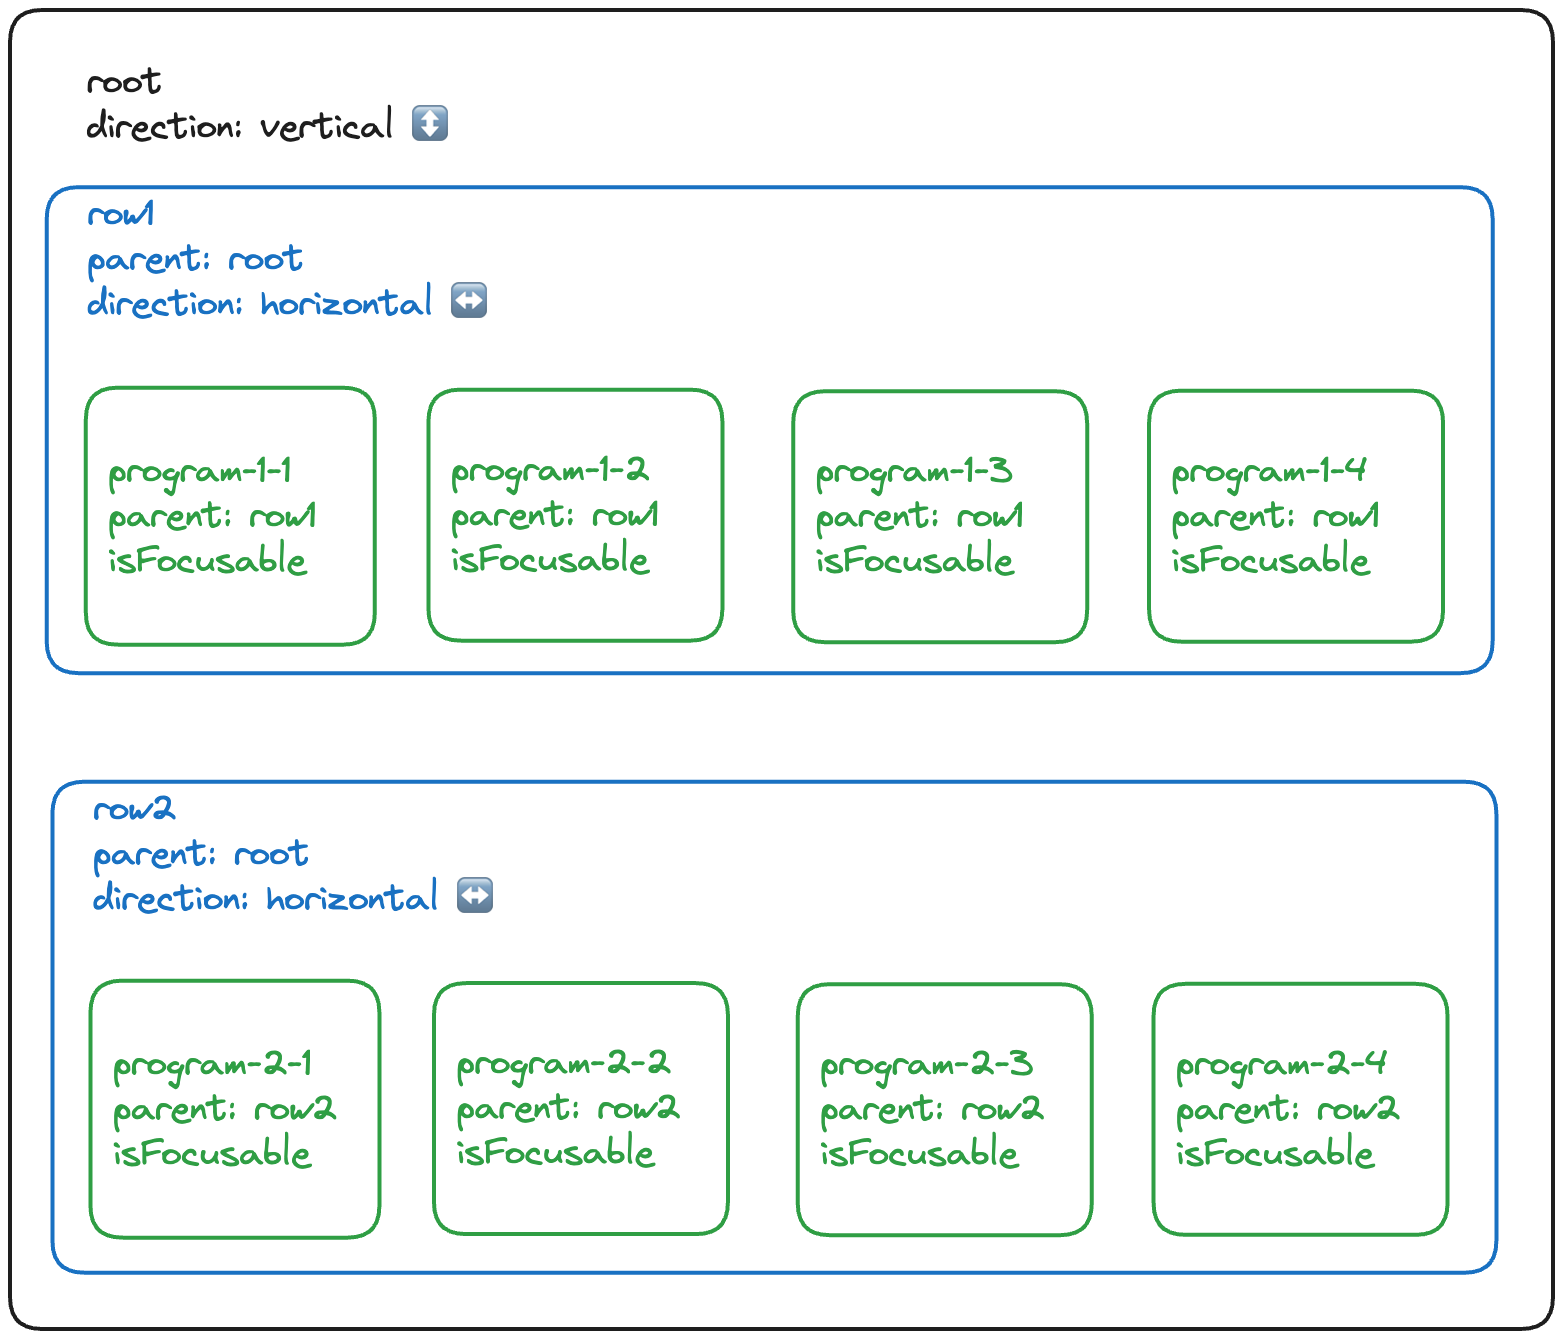 root
direction: vertical ↕️
row1
parent: root
direction: horizontal ↔️
program-1-1
parent: row1
isFocusable
program-1-2
parent: row1
isFocusable
program-1-3
parent: row1
isFocusable
program-1-4
parent: row1
isFocusable
row2
parent: root
direction: horizontal ↔️
program-2-1
parent: row2
isFocusable
program-2-2
parent: row2
isFocusable
program-2-3
parent: row2
isFocusable
program-2-4
parent: row2
isFocusable